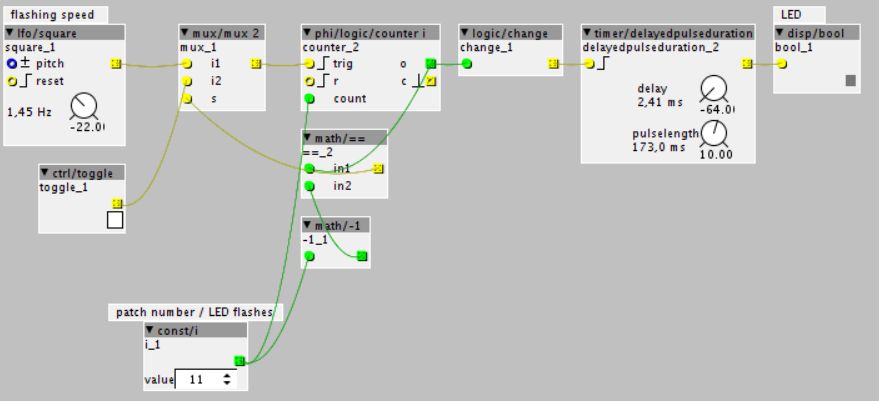 flashing speed
▼ lfo/square
square_1
± pitch
reset
1,45 Hz
-22.0
▼ mux/mux 2
mux_1
i1
i2
s
▼ phi/logic/counter i
counter_2
trig o
r c
count
▼ logic/change
change_1
▼ timer/delayedpulseduration
delayedpulseduration_2
delay
2,41 ms
-64.0
pulselength
173,0 ms
10.00
LED
▼ disp/bool
bool_1
▼ ctrl/toggle
toggle_1
▼ math/==
==_2
in1
in2
▼ math/-1
-1_1
patch number / LED flashes
▼ const/i
i_1
value 11